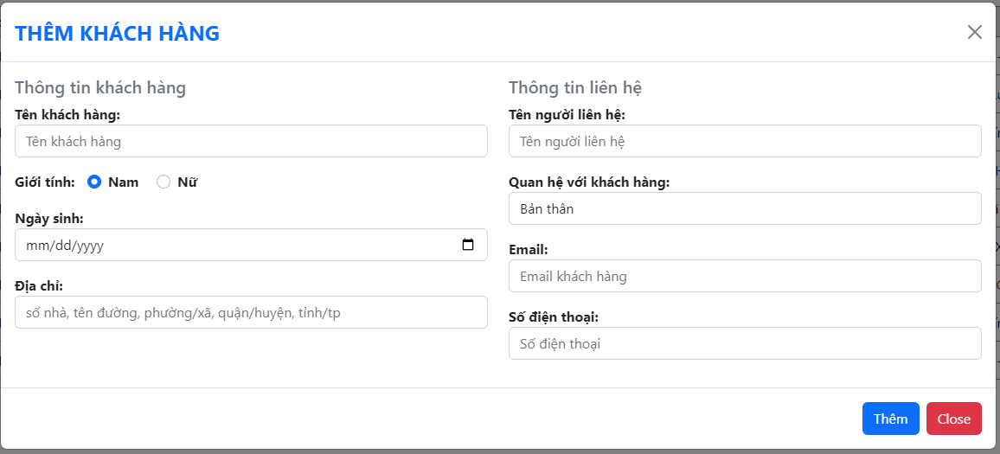 THÊM KHÁCH HÀNG
Thông tin khách hàng
Tên khách hàng:
Tên khách hàng
Giới tính: Nam Nữ
Ngày sinh:
mm/dd/yyyy
Địa chỉ:
số nhà, tên đường, phường/xã, quận/huyện, tỉnh/tp
Thông tin liên hệ
Tên người liên hệ:
Tên người liên hệ
Quan hệ với khách hàng:
Bản thân
Email:
Email khách hàng
Số điện thoại:
Số điện thoại
Thêm Close